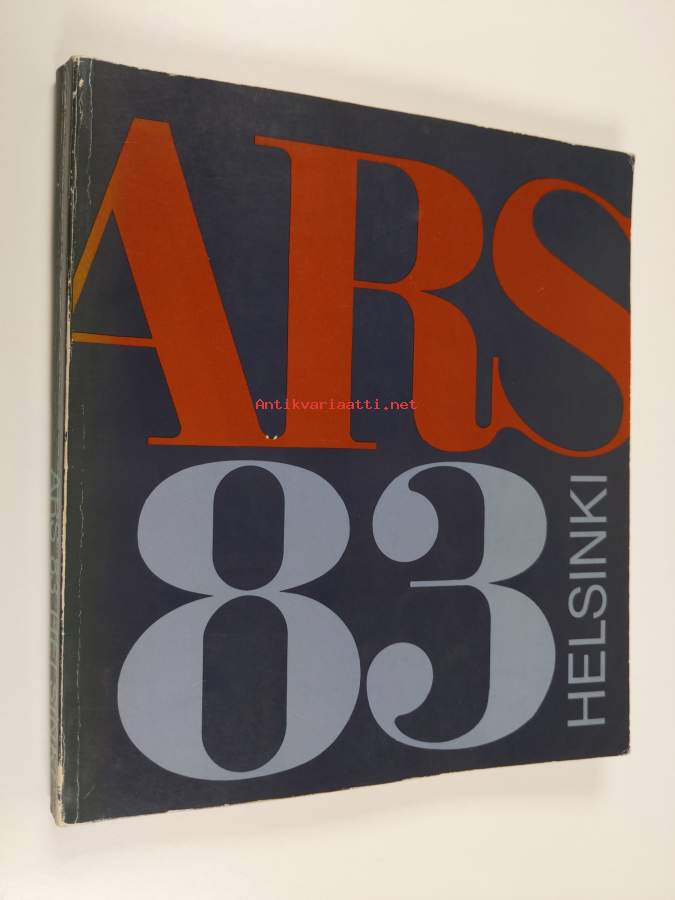 ARS
83
HELSINKI
Antikvariaatti.net
ARS 83 HELSINKI